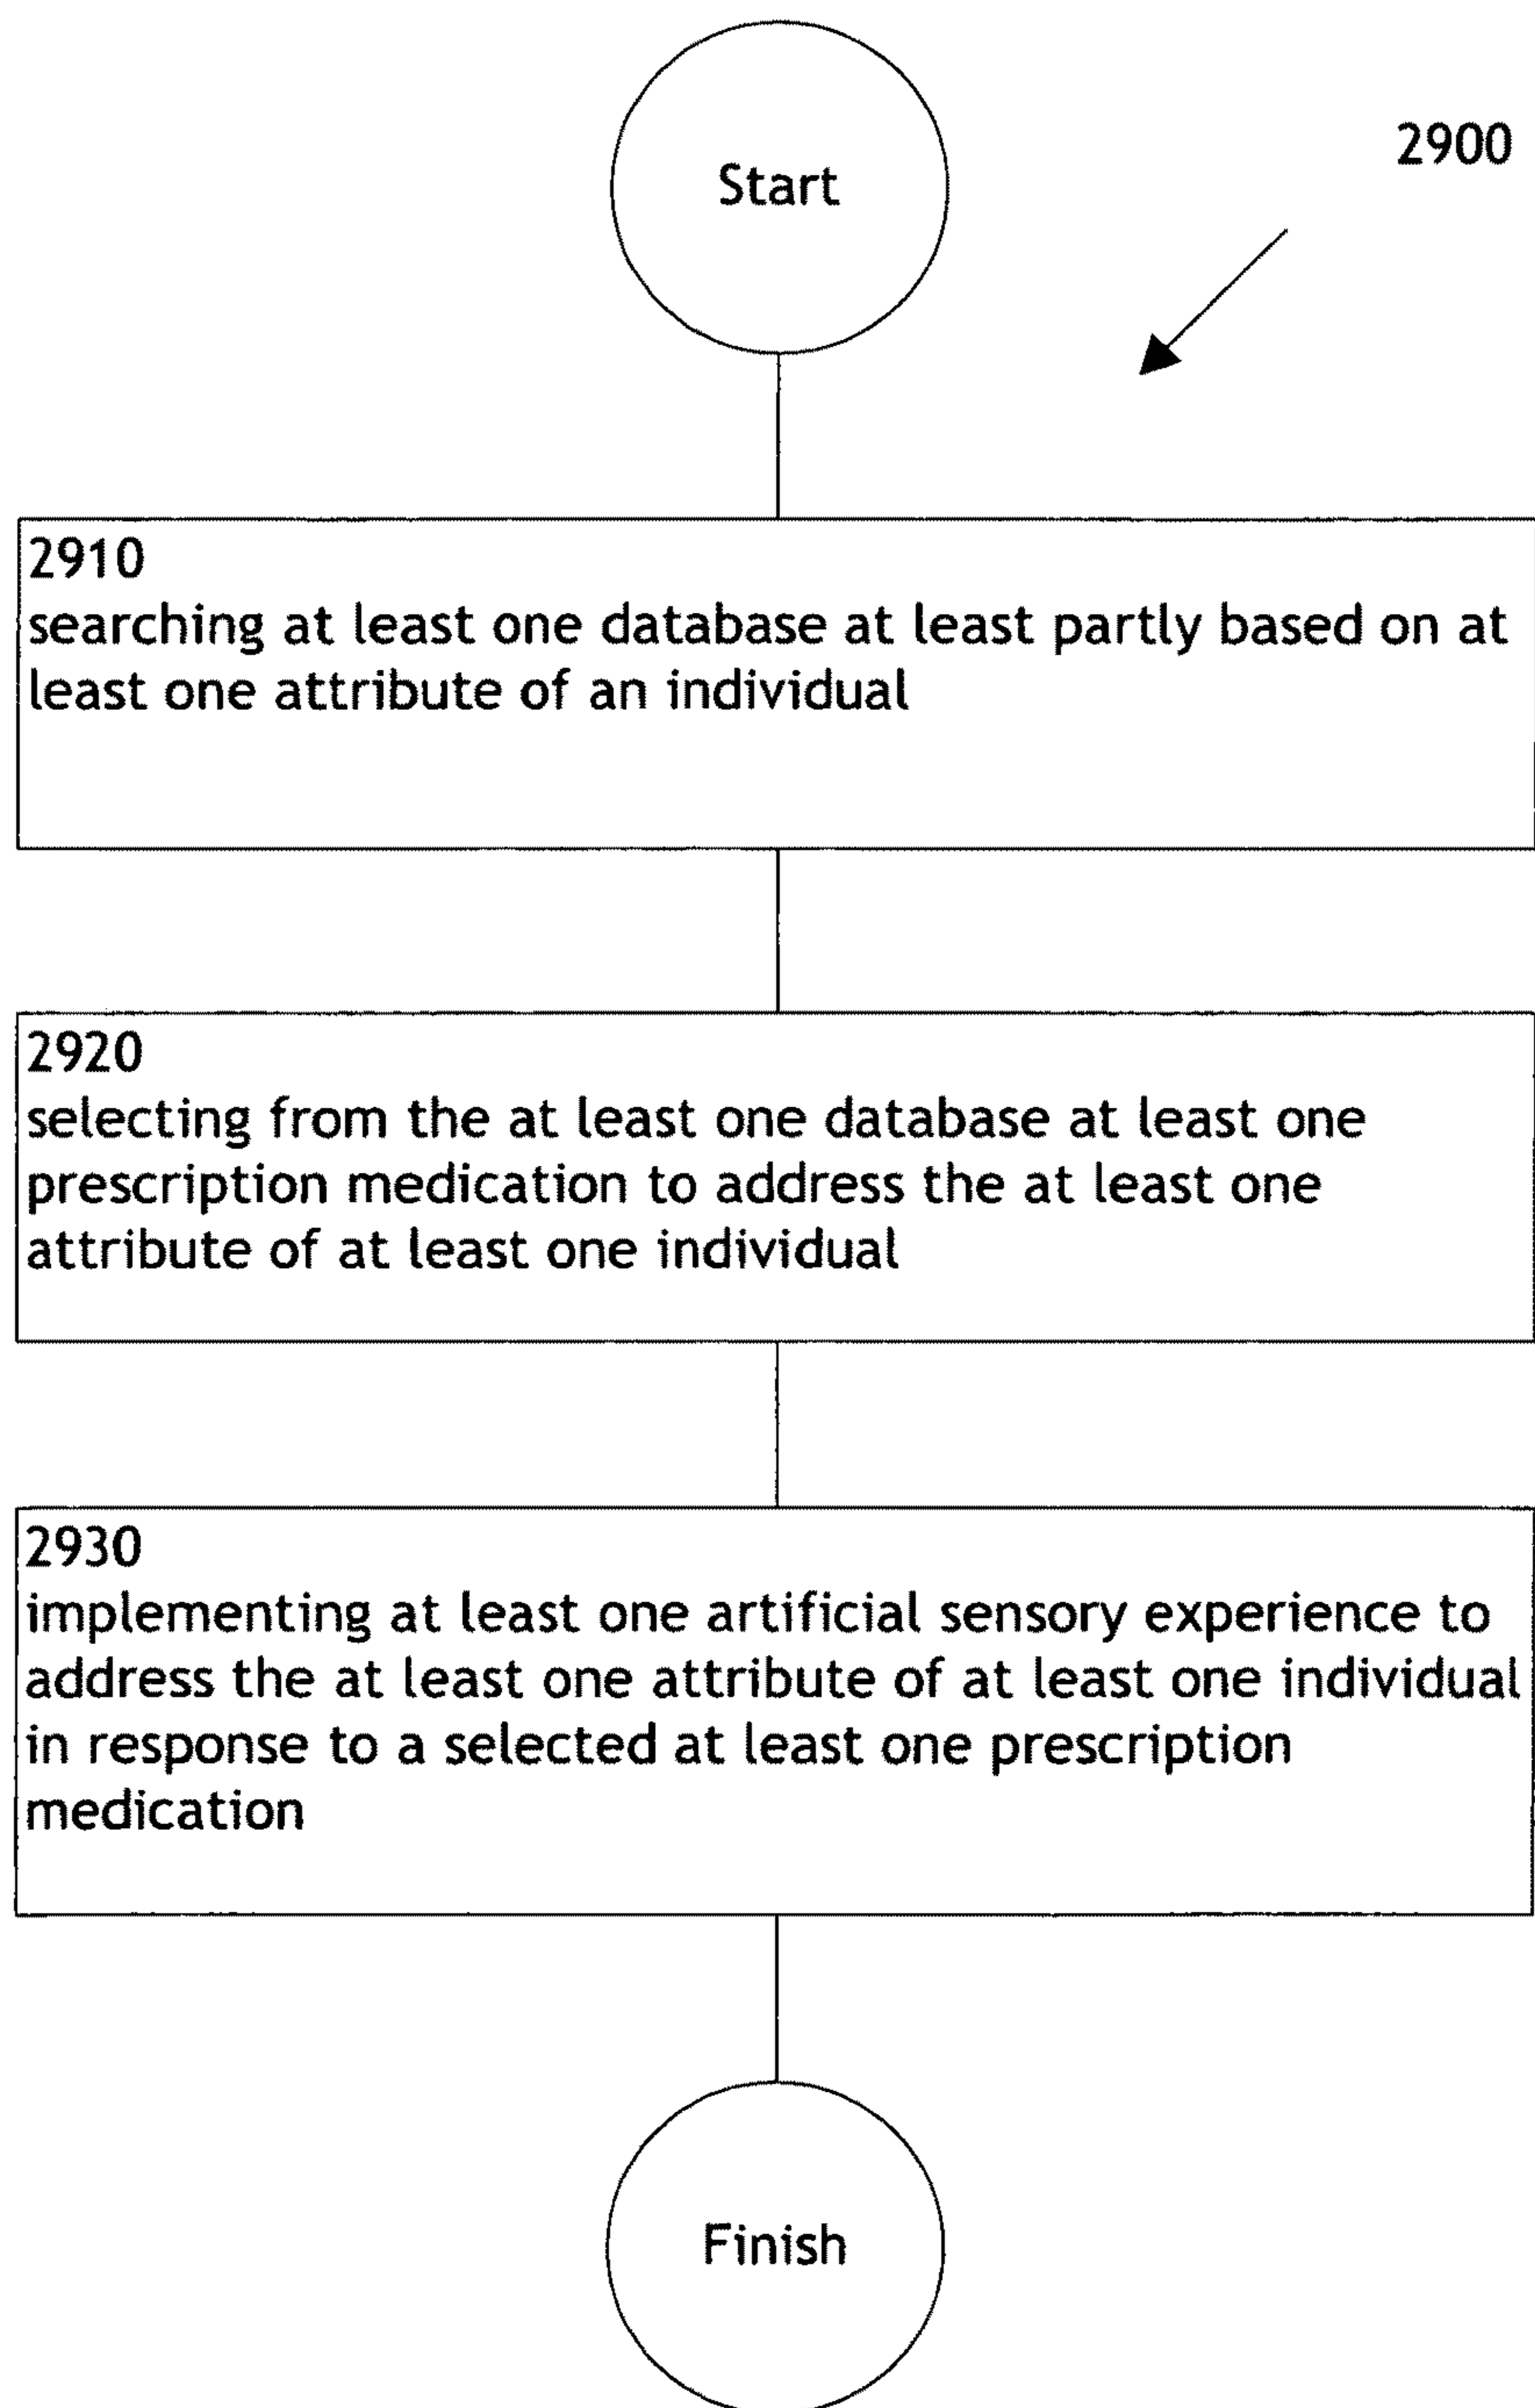 Start
2900
2910
searching at least one database at least partly based on at
least one attribute of an individual
2920
selecting from the at least one database at least one
prescription medication to address the at least one
attribute of at least one individual
2930
implementing at least one artificial sensory experience to
address the at least one attribute of at least one individual
in response to a selected at least one prescription
medication
Finish